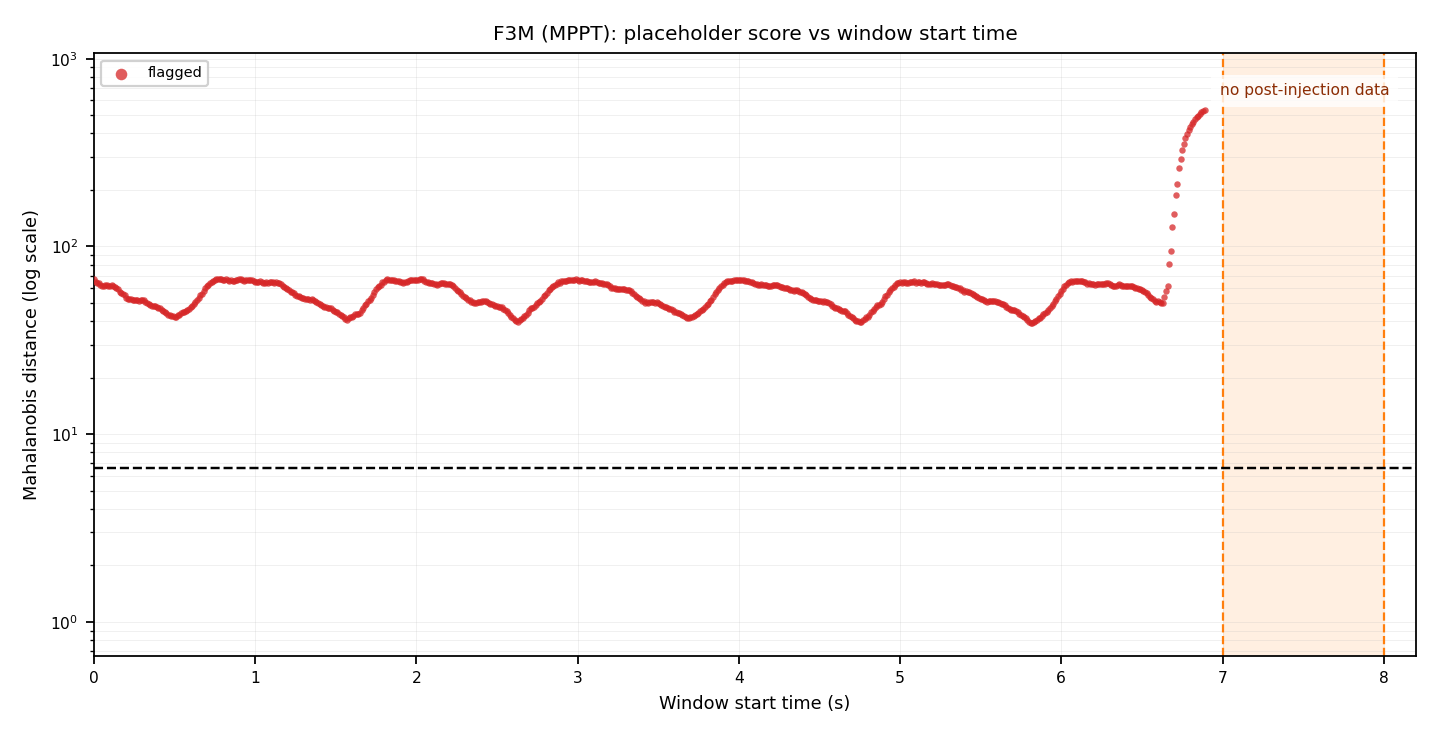 F3M (MPPT): placeholder score vs window start time
flagged
no post-injection data
Mahalanobis distance (log scale)
10³
10²
10¹
10⁰
0 1 2 3 4 5 6 7 8
Window start time (s)